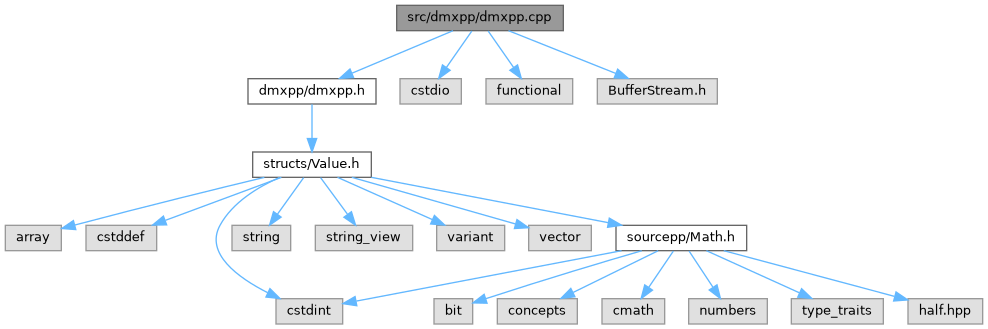 src/dmxpp/dmxpp.cpp
dmxpp/dmxpp.h
cstdio
functional
BufferStream.h
structs/Value.h
array
cstddef
string
string_view
variant
vector
sourcepp/Math.h
cstdint
bit
concepts
cmath
numbers
type_traits
half.hpp